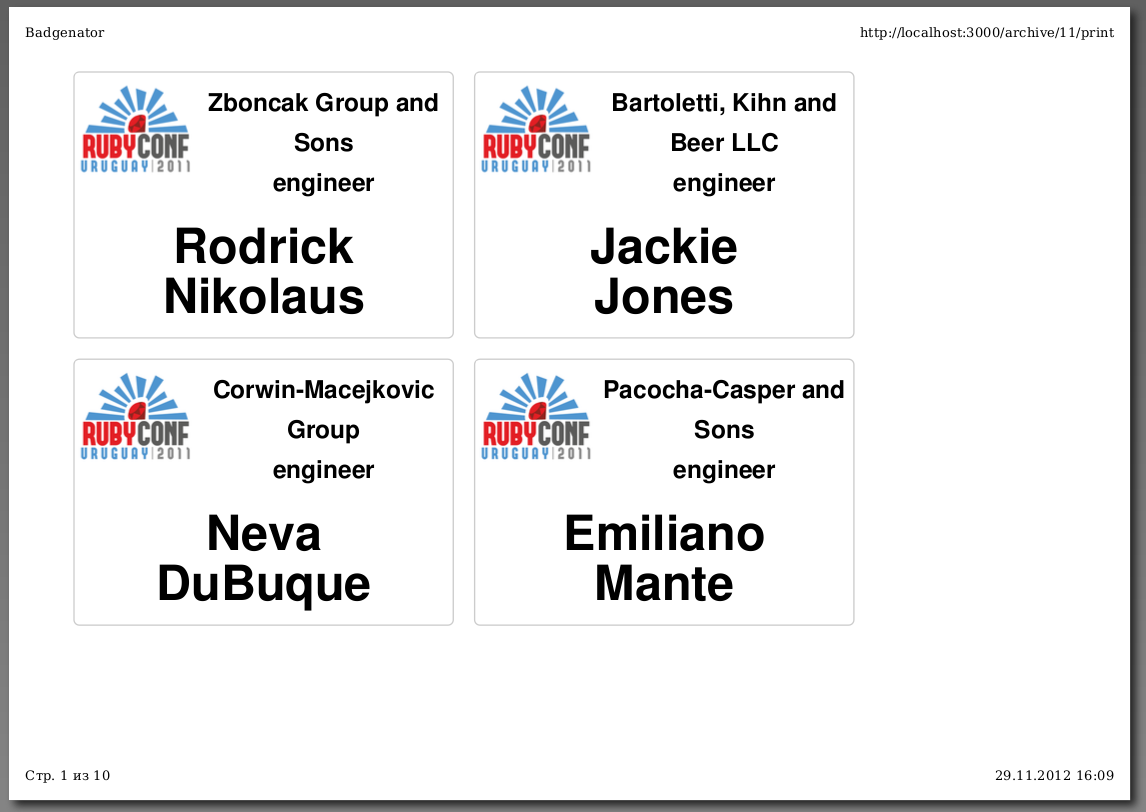 Badgenator
http://localhost:3000/archive/11/print
RUBYCONF
URUGUAY|2011
Zboncak Group and
Sons
engineer
Rodrick
Nikolaus
RUBYCONF
URUGUAY|2011
Bartoletti, Kihn and
Beer LLC
engineer
Jackie
Jones
RUBYCONF
URUGUAY|2011
Corwin-Macejkovic
Group
engineer
Neva
DuBuque
RUBYCONF
URUGUAY|2011
Pacocha-Casper and
Sons
engineer
Emiliano
Mante
Стр. 1 из 10
29.11.2012 16:09